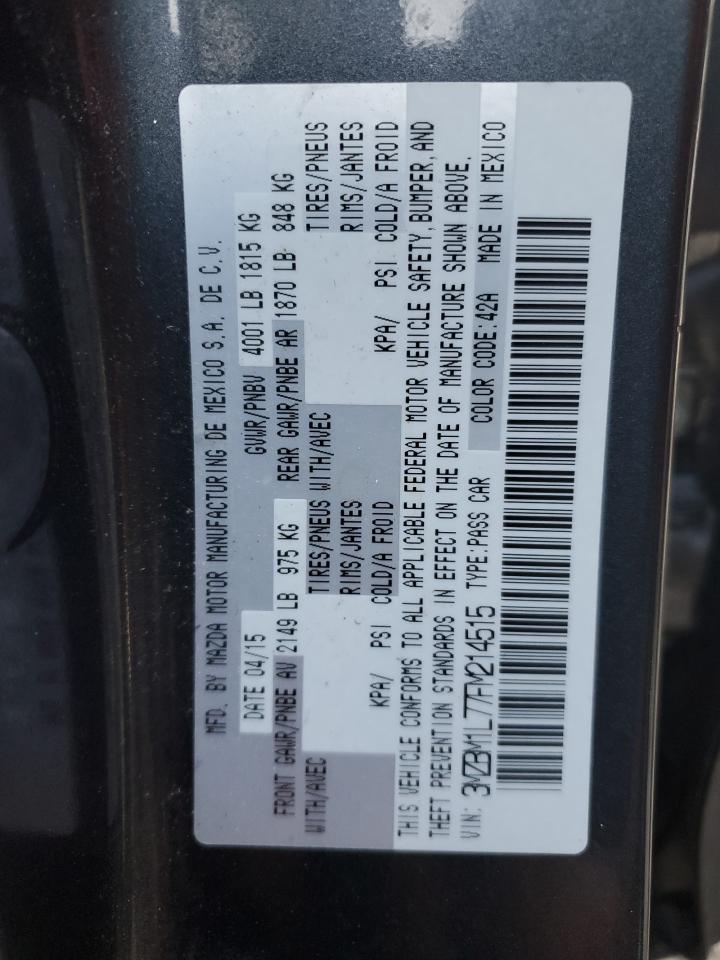 MFD. BY MAZDA MOTOR MANUFACTURING DE MEXICO S.A. DE C.V.
DATE 04/15 GVWR/PNBV 4001 LB 1815 KG
FRONT GAWR/PNBE AV 2149 LB 975 KG REAR GAWR/PNBE AR 1870 LB 848 KG
WITH/AVEC TIRES/PNEUS WITH/AVEC TIRES/PNEUS
RIMS/JANTES RIMS/JANTES
KPA/ PSI COLD/A FROID KPA/ PSI COLD/A FROID
THIS VEHICLE CONFORMS TO ALL APPLICABLE FEDERAL MOTOR VEHICLE SAFETY, BUMPER, AND
THEFT PREVENTION STANDARDS IN EFFECT ON THE DATE OF MANUFACTURE SHOWN ABOVE.
VIN: 3MZBM1L77FM214515 TYPE:PASS CAR COLOR CODE:42A MADE IN MEXICO